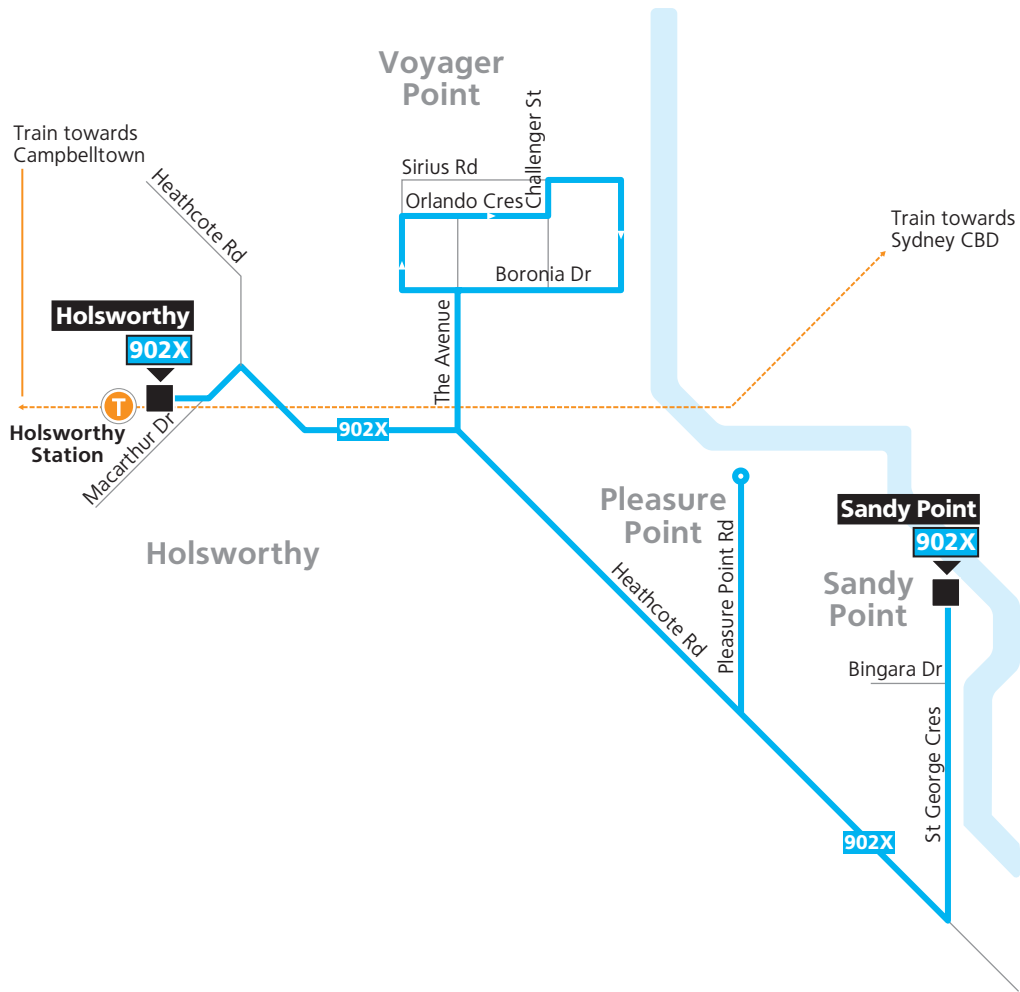 Voyager
Point
Challenger St
Train towards
Campbelltown
Sirius Rd
Heathcote Rd
Orlando Cres
Train towards
Sydney CBD
Boronia Dr
Holsworthy
902X
The Avenue
T
Holsworthy
Station
Macarthur Dr
902X
Pleasure
Point
Sandy Point
902X
Holsworthy
Pleasure Point Rd
Heathcote Rd
Sandy
Point
Bingara Dr
St George Cres
902X